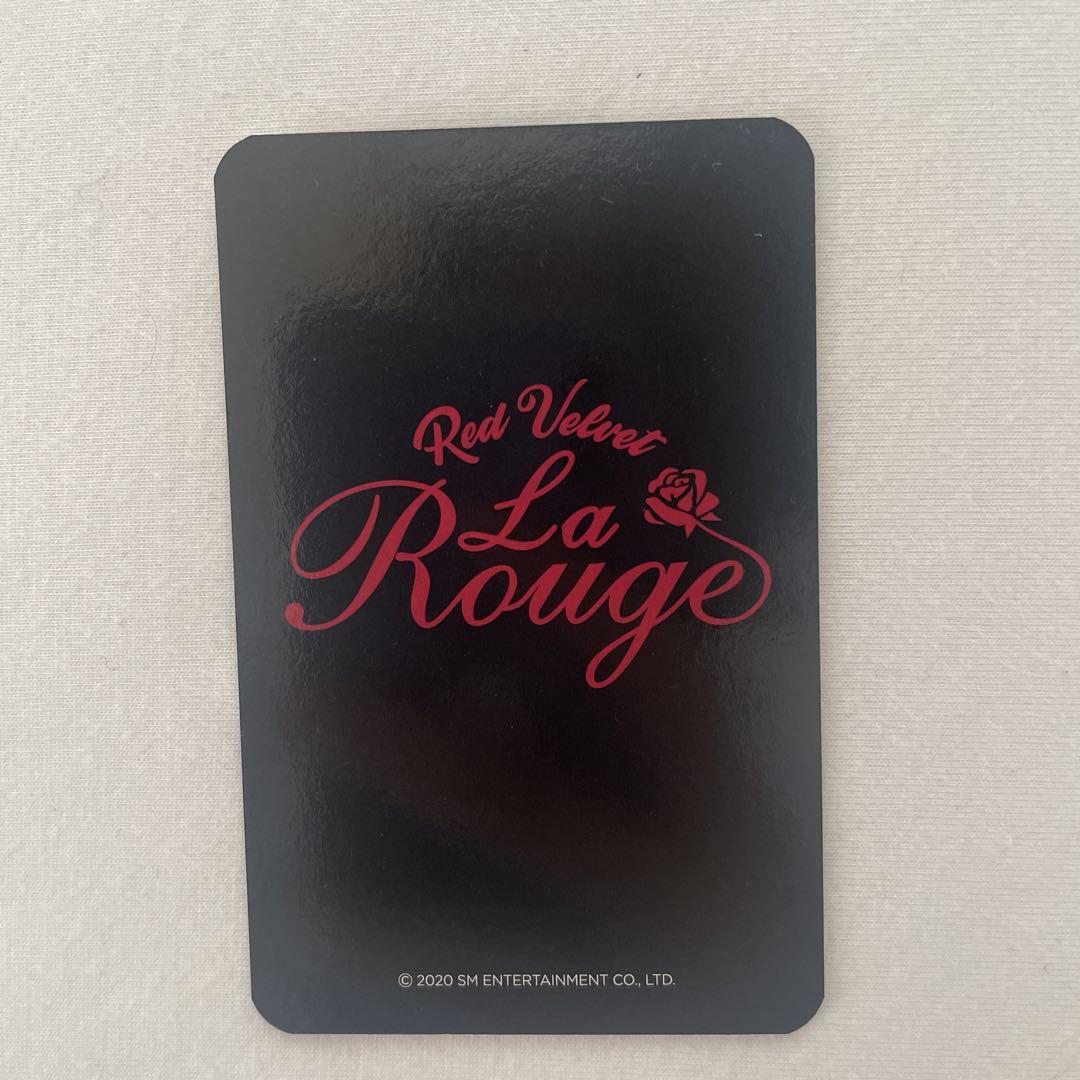 Red Velvet
La
Rouge
© 2020 SM ENTERTAINMENT CO., LTD.